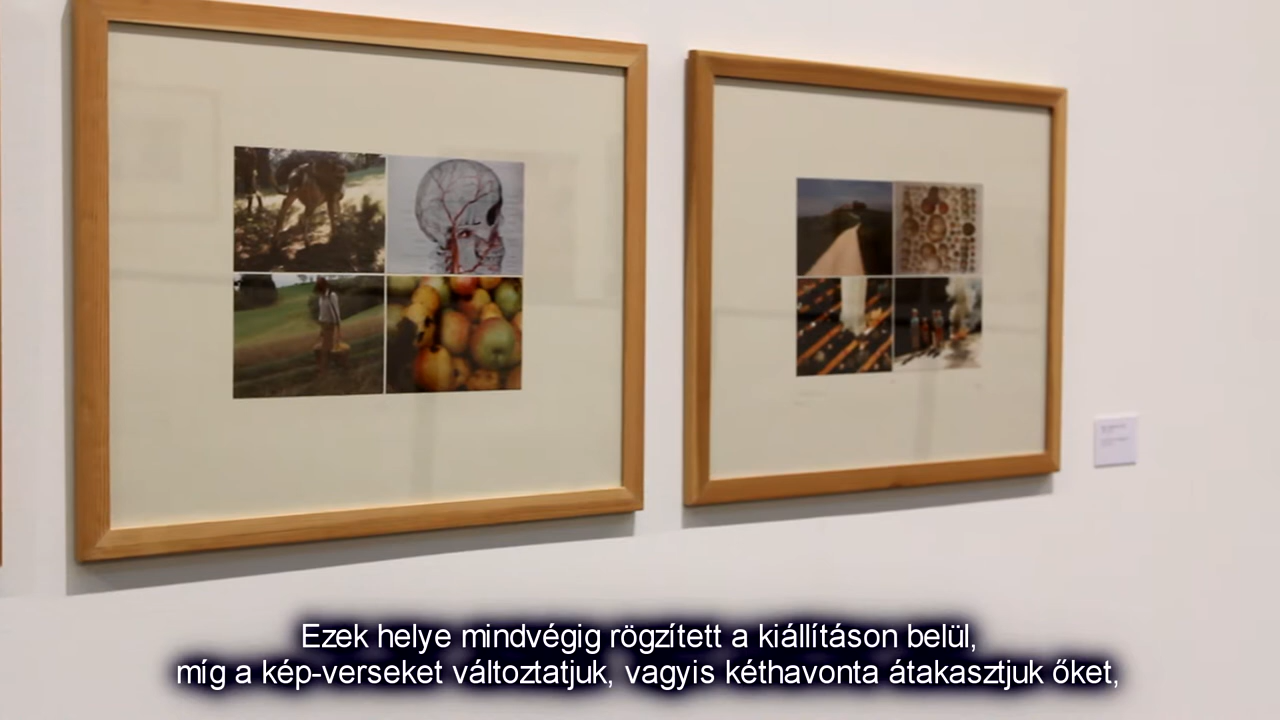 Ezek helye mindvégig rögzített a kiállításon belül,
míg a kép-verseket változtatjuk, vagyis kéthavonta átakasztjuk őket,